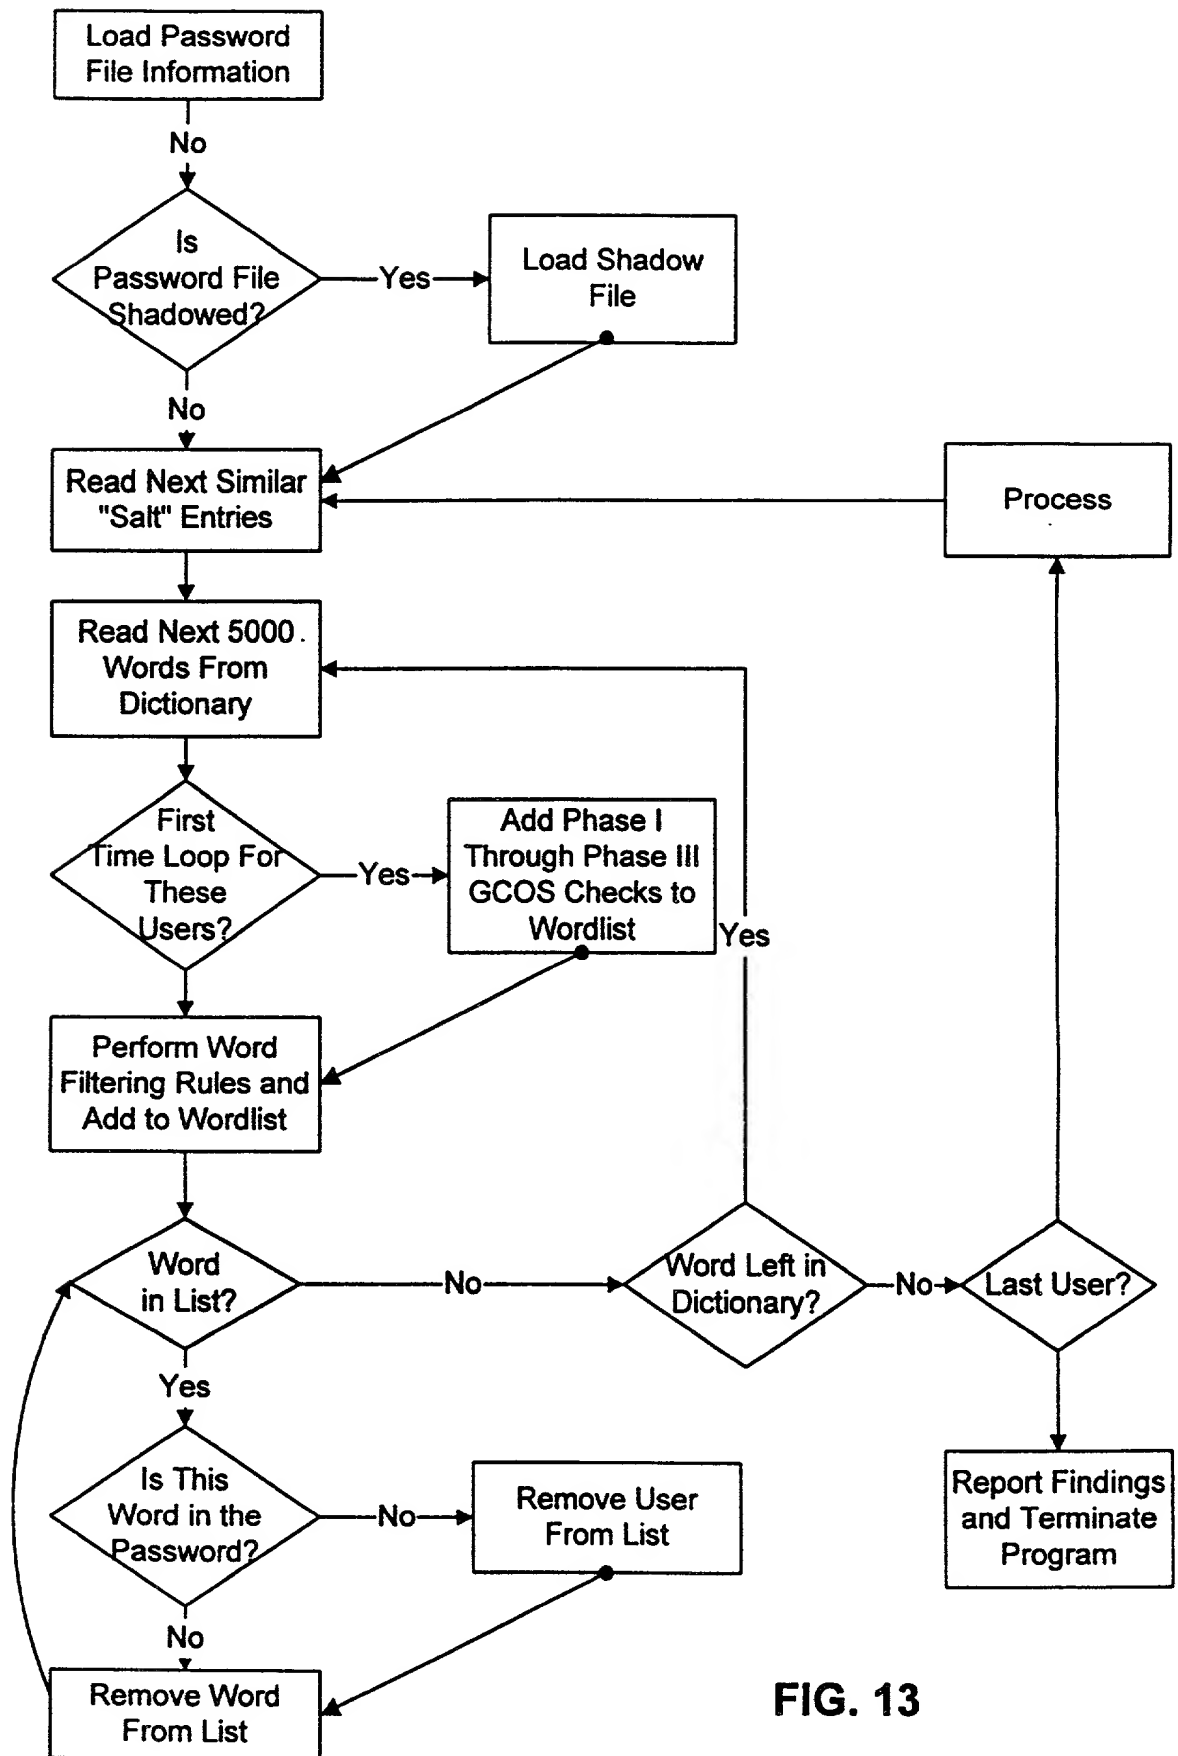 Load Password
File Information
No
Is
Password File
Shadowed?
Yes
Load Shadow
File
No
Read Next Similar
"Salt" Entries
Process
Read Next 5000
Words From
Dictionary
First
Time Loop For
These
Users?
Yes
Add Phase I
Through Phase III
GCOS Checks to
Wordlist
Yes
Perform Word
Filtering Rules and
Add to Wordlist
Word
in List?
No
Word Left in
Dictionary?
No
Last User?
Yes
Is This
Word in the
Password?
No
Remove User
From List
Report Findings
and Terminate
Program
No
Remove Word
From List
FIG. 13